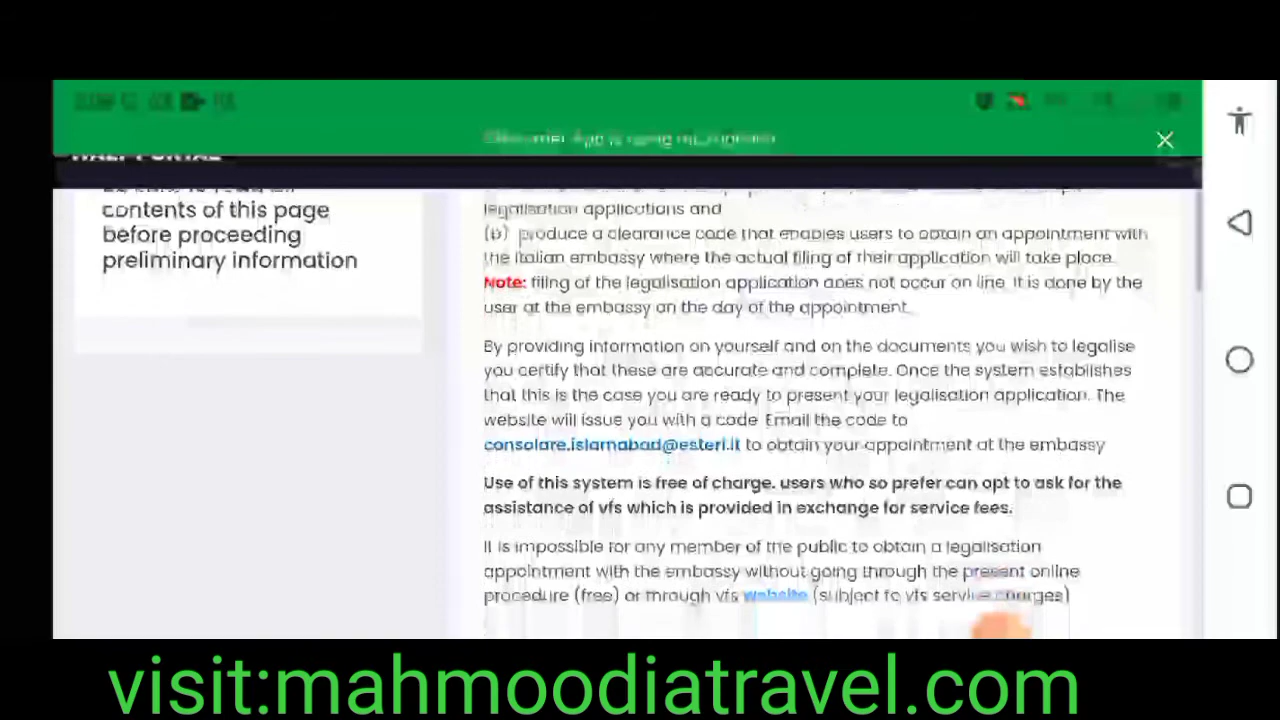 contents of this page
before proceeding
preliminary information
legalisation applications and
(b) produce a clearance code that enables users to obtain an appointment with
the italian embassy where the actual filing of their application will take place.
Note: filing of the legalisation application does not occur on line. It is done by the
user at the embassy on the day of the appointment.
By providing information on yourself and on the documents you wish to legalise
you certify that these are accurate and complete. Once the system establishes
that this is the case you are ready to present your legalisation application. The
website will issue you with a code Email the code to
consolare.islamabad@esteri.it to obtain your appointment at the embassy
Use of this system is free of charge. users who so prefer can opt to ask for the
assistance of vfs which is provided in exchange for service fees.
It is impossible for any member of the public to obtain a legalisation
appointment with the embassy without going through the present online
procedure (free) or through vfs website (subject to vfs service charges)
visit:mahmoodiatravel.com